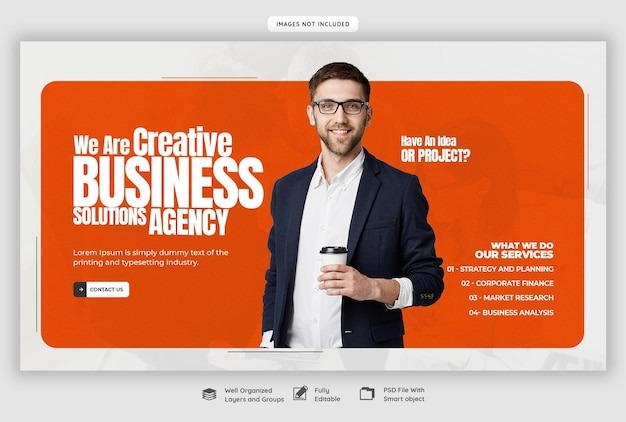 IMAGES NOT INCLUDED
We Are Creative
BUSINESS
SOLUTIONS AGENCY
Lorem Ipsum is simply dummy text of the
printing and typesetting industry.
CONTACT US
Have An Idea
OR PROJECT?
WHAT WE DO
OUR SERVICES
01 - STRATEGY AND PLANNING
02 - CORPORATE FINANCE
03 - MARKET RESEARCH
04- BUSINESS ANALYSIS
Well Organized
Layers and Groups
Fully
Editable
PSD File With
Smart object